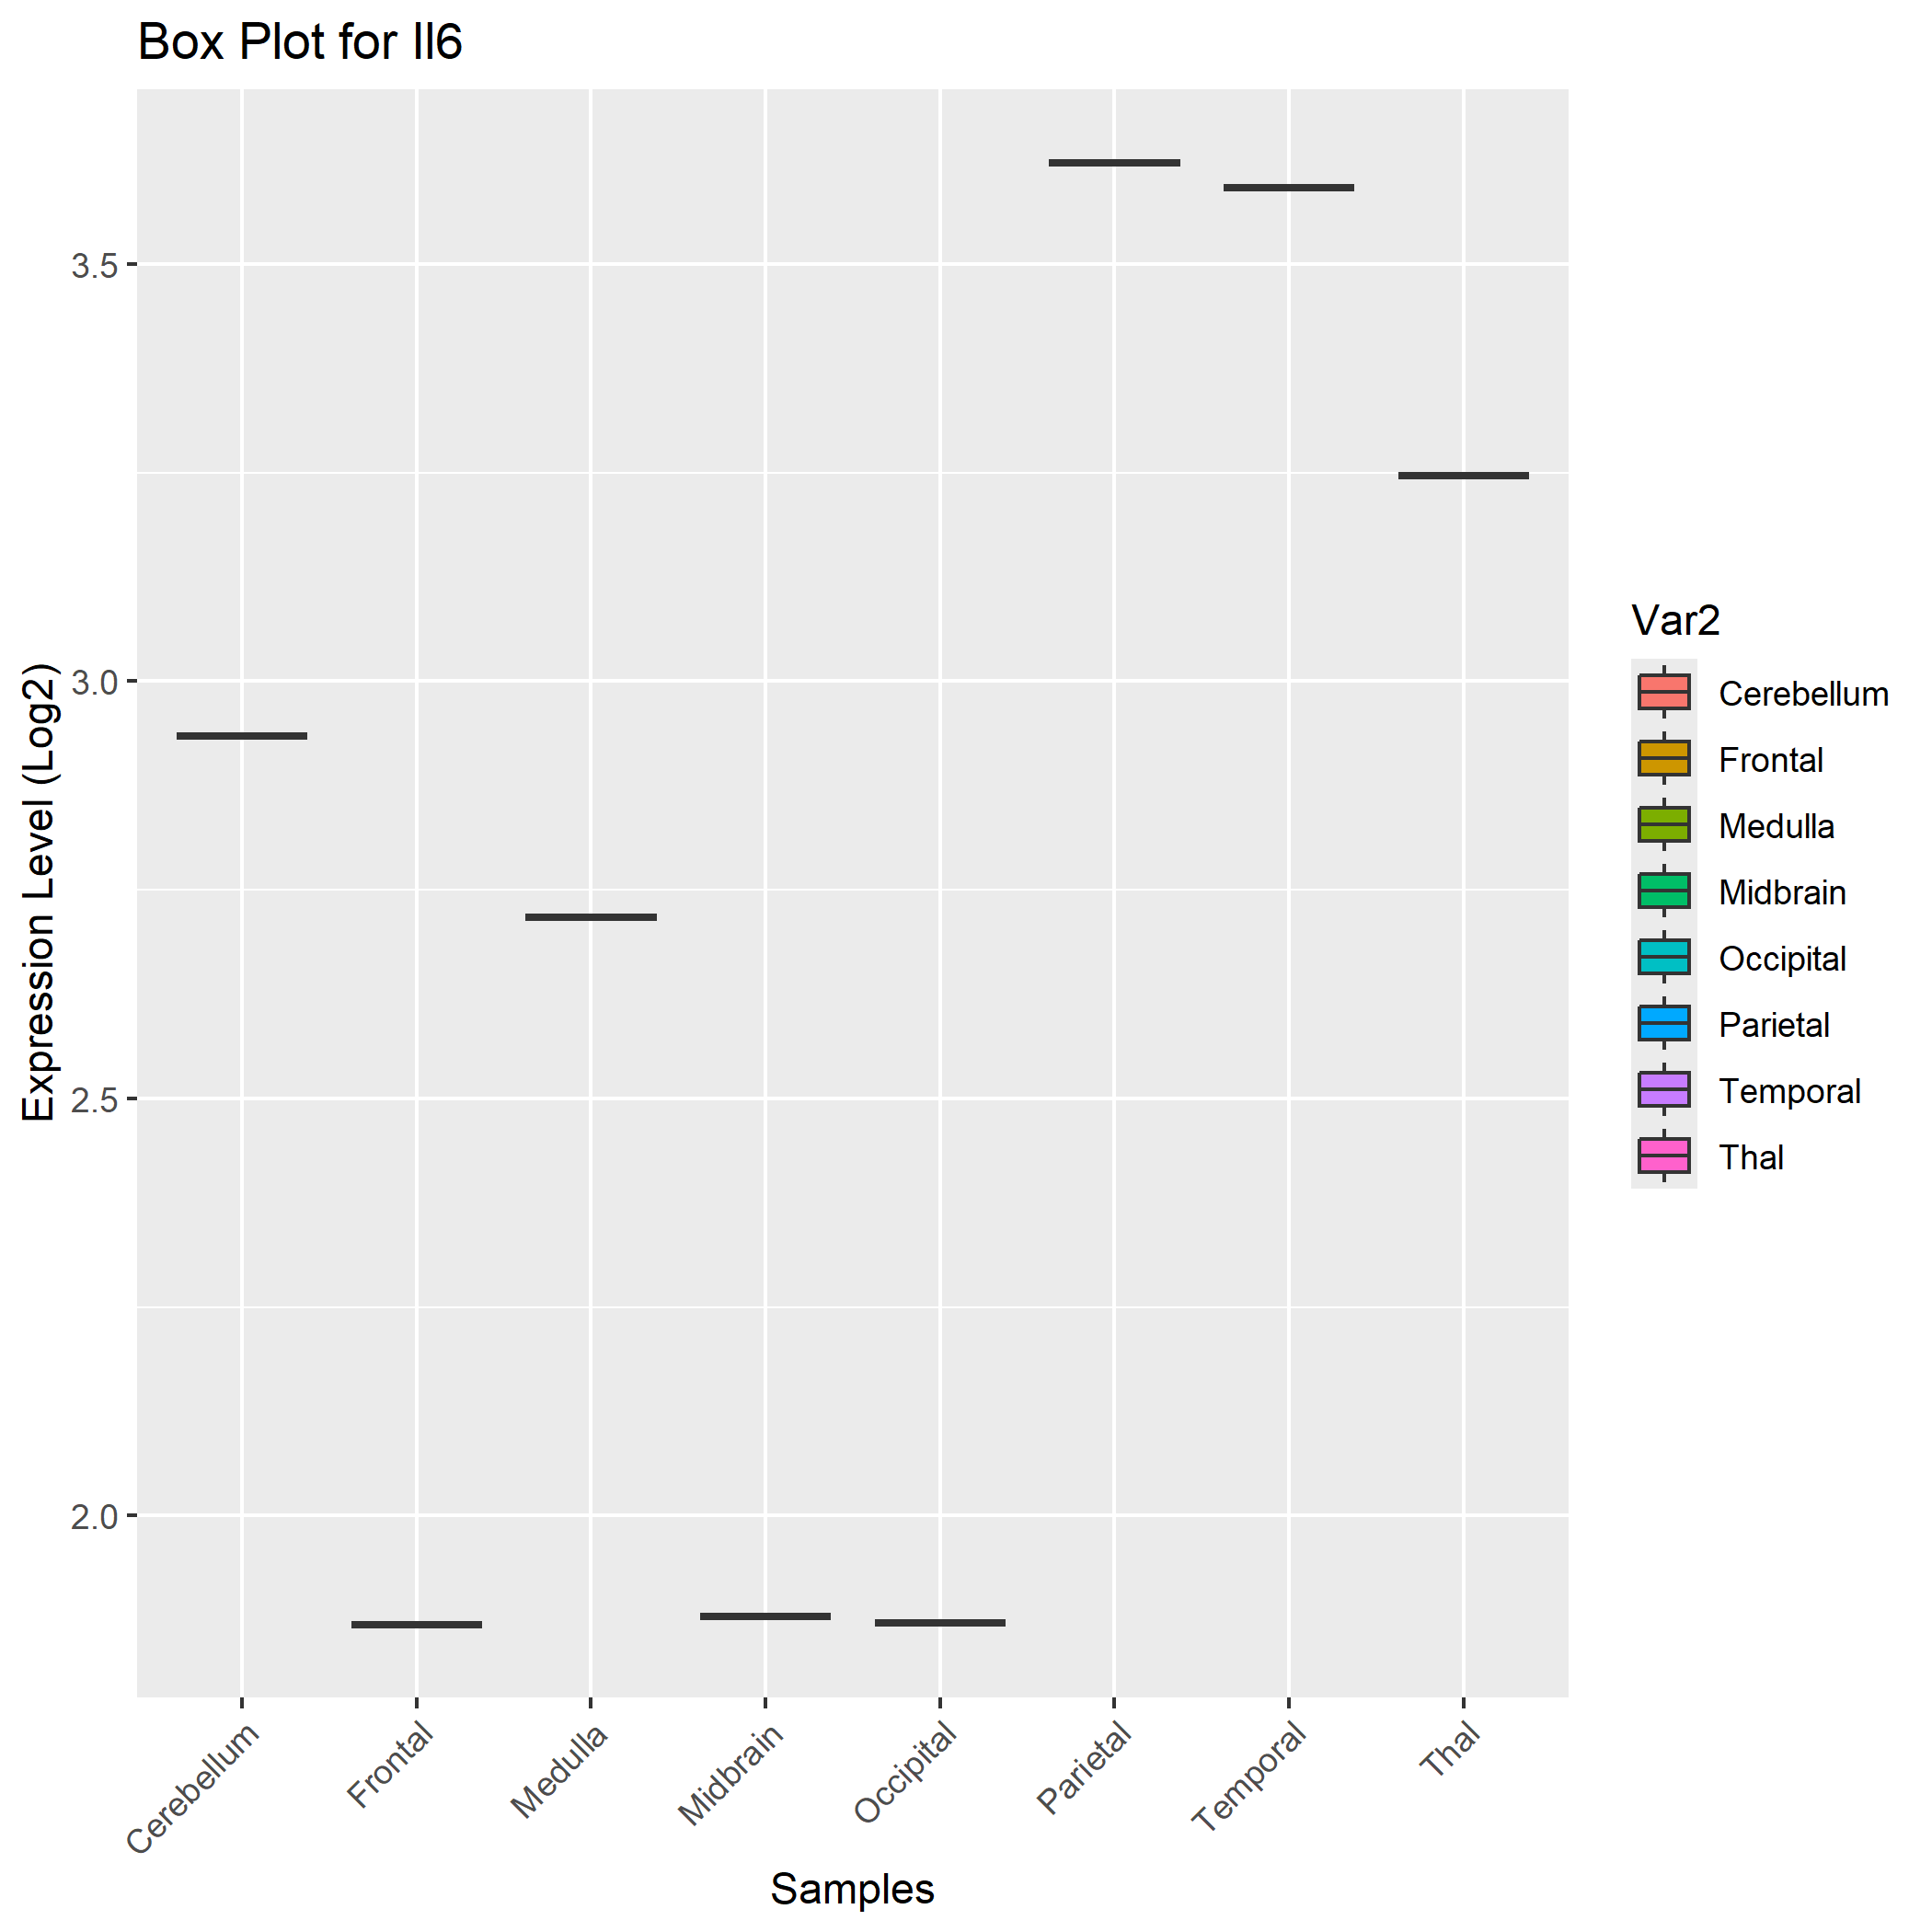 Box Plot for Il6
Expression Level (Log2)
3.5
3.0
2.5
2.0
Cerebellum
Frontal
Medulla
Midbrain
Occipital
Parietal
Temporal
Thal
Samples
Var2
Cerebellum
Frontal
Medulla
Midbrain
Occipital
Parietal
Temporal
Thal